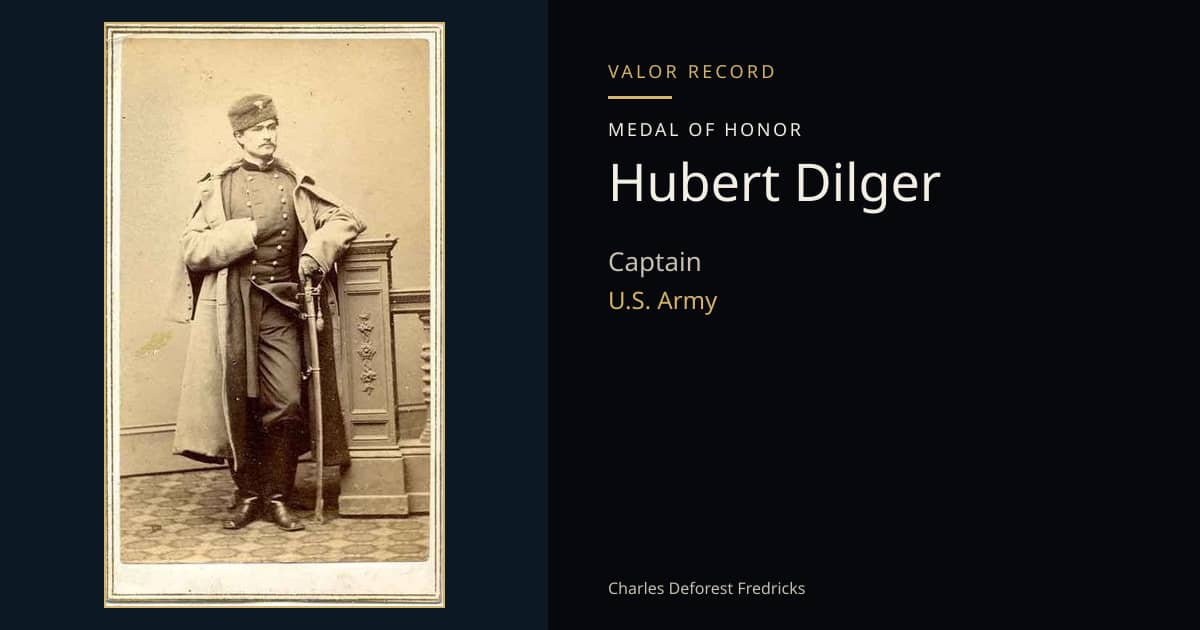 VALOR RECORD
MEDAL OF HONOR
Hubert Dilger
Captain
U.S. Army
Charles Deforest Fredricks